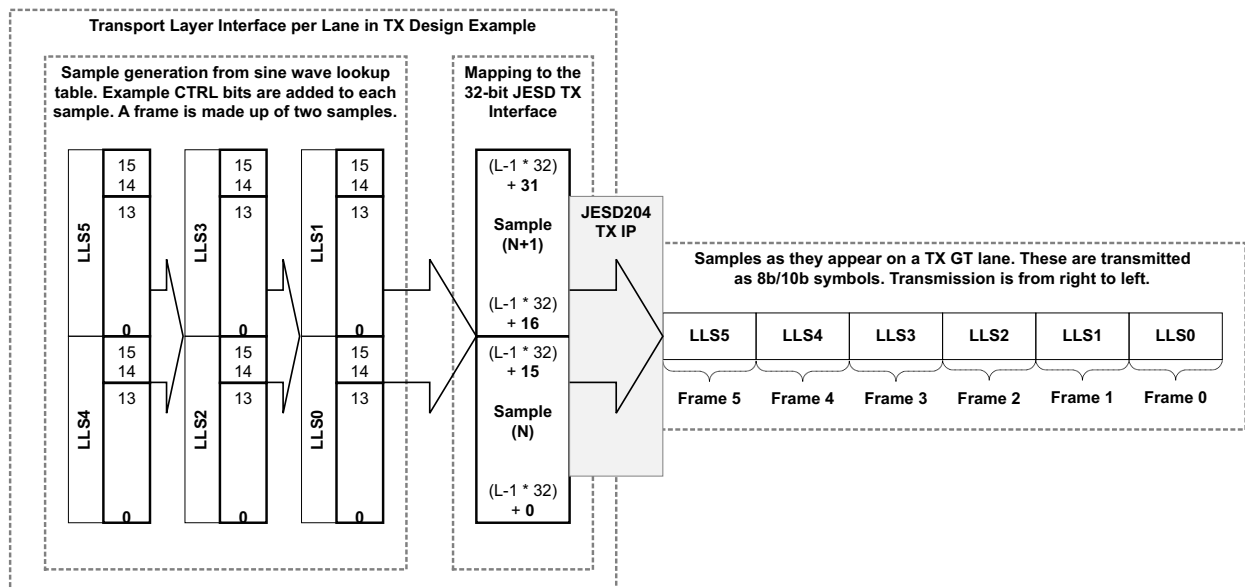 Transport Layer Interface per Lane in TX Design Example
Sample generation from sine wave lookup
table. Example CTRL bits are added to each
sample. A frame is made up of two samples.
LLS5
15
14
13
0
LLS4
15
14
13
0
LLS3
15
14
13
0
LLS2
15
14
13
0
LLS1
15
14
13
0
LLS0
15
14
13
0
Mapping to the
32-bit JESD TX
Interface
(L-1 * 32)
+ 31
Sample
(N+1)
(L-1 * 32)
+ 16
(L-1 * 32)
+ 15
Sample
(N)
(L-1 * 32)
+ 0
JESD204
TX IP
Samples as they appear on a TX GT lane. These are transmitted
as 8b/10b symbols. Transmission is from right to left.
LLS5 LLS4 LLS3 LLS2 LLS1 LLS0
Frame 5 Frame 4 Frame 3 Frame 2 Frame 1 Frame 0